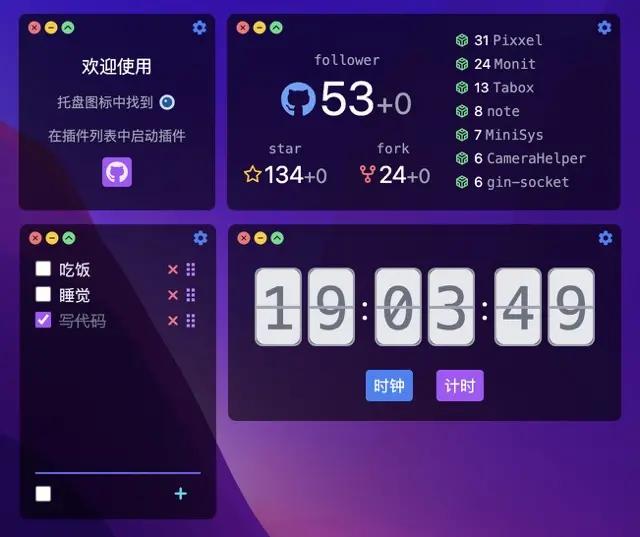 欢迎使用
托盘图标中找到
在插件列表中启动插件
follower
53+0
star
134+0
fork
24+0
31 Pixxel
24 Monit
13 Tabox
8 note
7 MiniSys
6 CameraHelper
6 gin-socket
吃饭
睡觉
写代码
19:03:49
时钟
计时